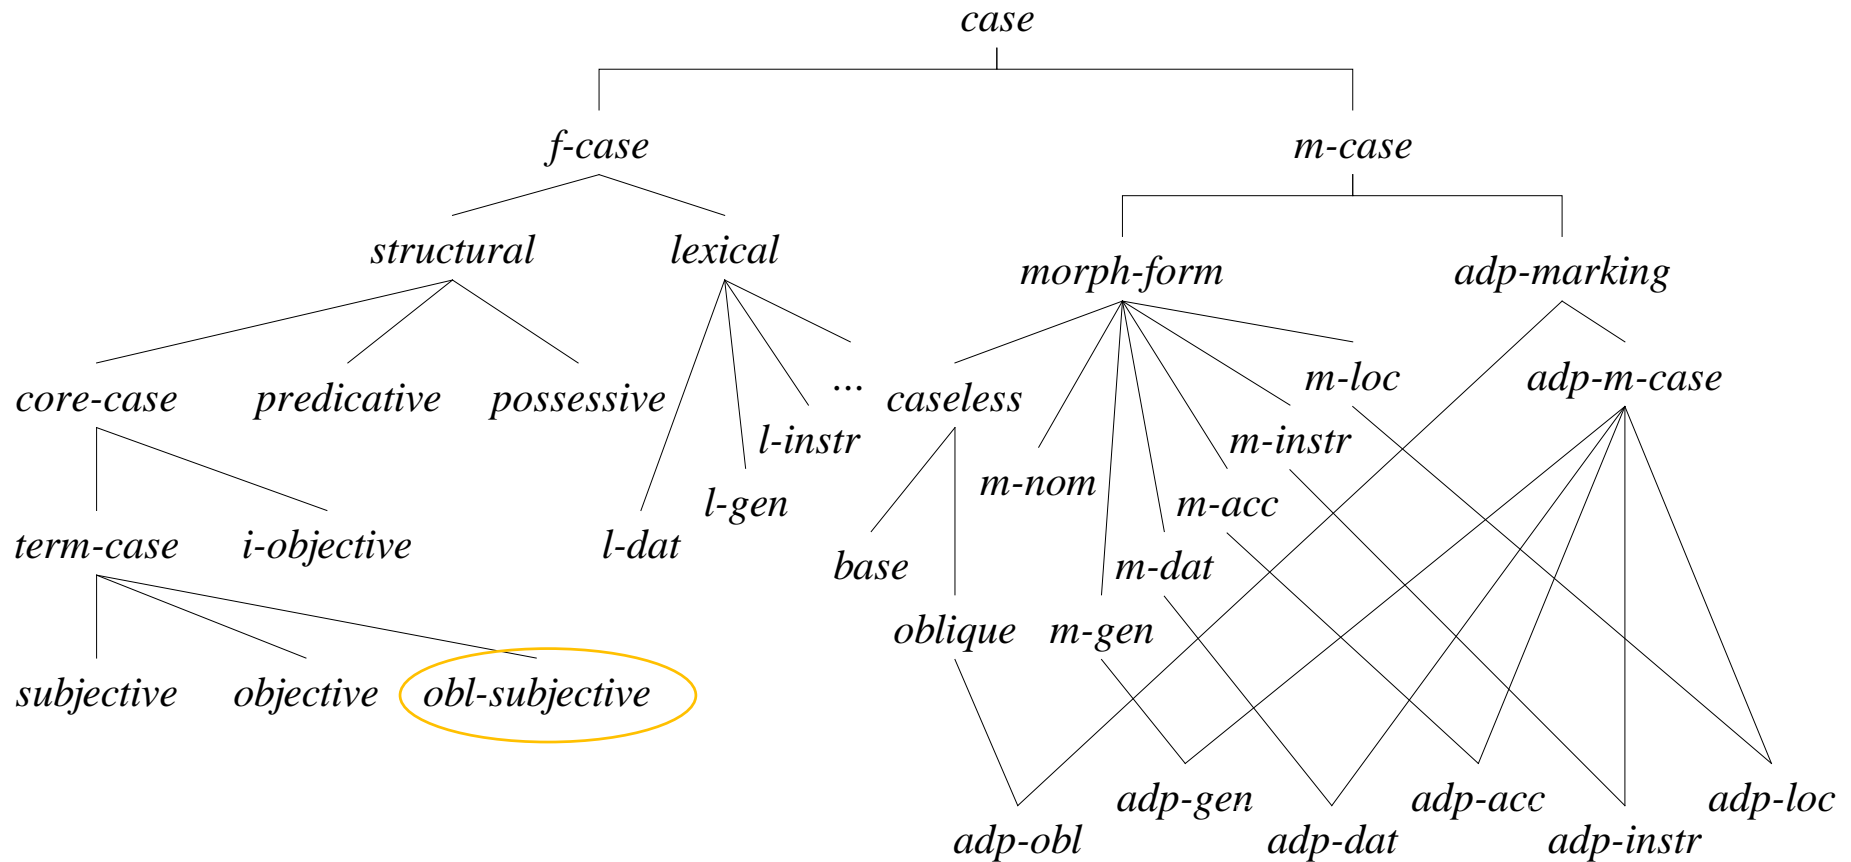 case
f-case
m-case
structural
lexical
morph-form
adp-marking
core-case
predicative
possessive
...
caseless
m-loc
adp-m-case
l-instr
m-instr
l-gen
m-nom
m-acc
term-case
i-objective
l-dat
base
m-dat
oblique
m-gen
subjective
objective
obl-subjective
adp-gen
adp-acc
adp-loc
adp-obl
adp-dat
adp-instr